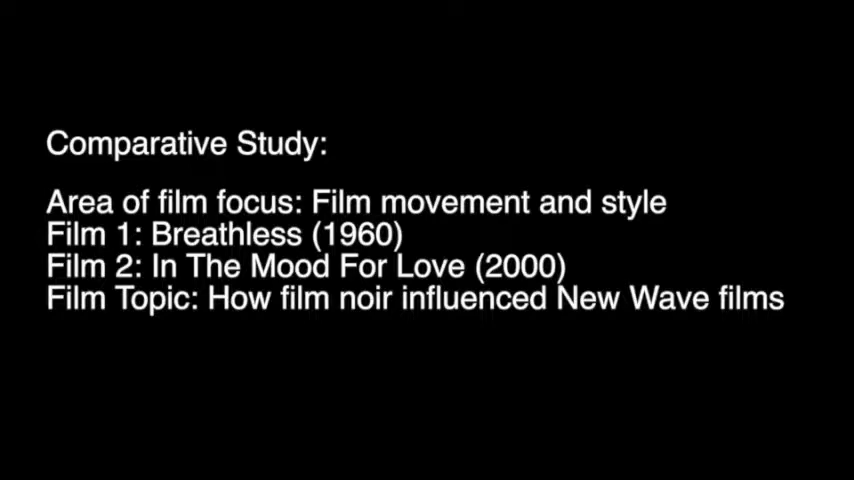 Comparative Study:
Area of film focus: Film movement and style
Film 1: Breathless (1960)
Film 2: In The Mood For Love (2000)
Film Topic: How film noir influenced New Wave films